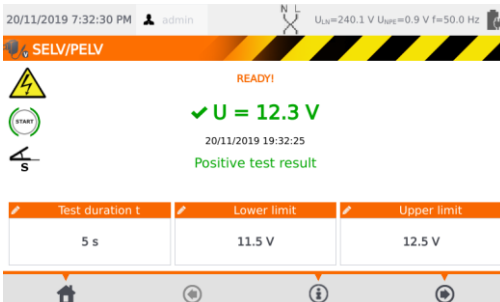 20/11/2019 7:32:30 PM admin N L ULN=240.1 V UNPE=0.9 V f=50.0 Hz
SELV/PELV
READY!
START
✔ U = 12.3 V
20/11/2019 19:32:25
Positive test result
S
Test duration t Lower limit Upper limit
5 s 11.5 V 12.5 V